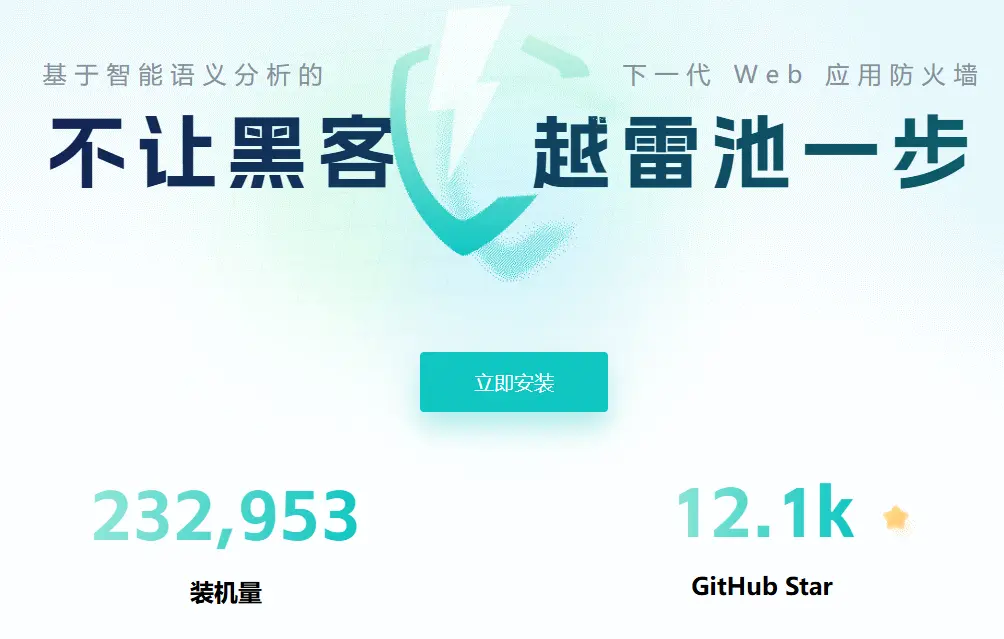 基于智能语义分析的
下一代 Web 应用防火墙
不让黑客
越雷池一步
立即安装
232,953
12.1k
装机量
GitHub Star